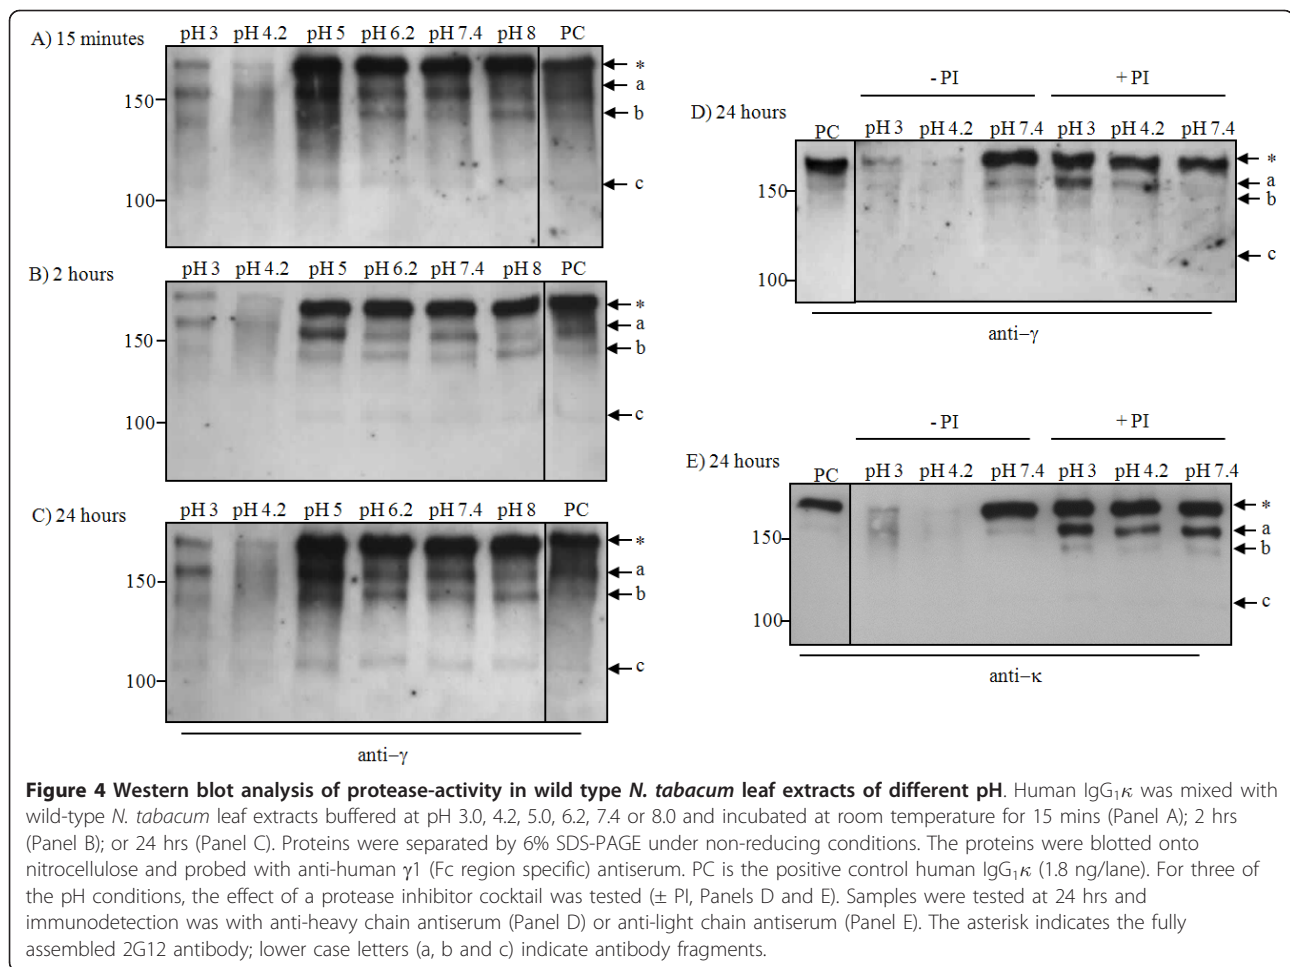 A) 15 minutes
pH 3 pH 4.2 pH 5 pH 6.2 pH 7.4 pH 8 PC
150
100
*
a
b
c
B) 2 hours
pH 3 pH 4.2 pH 5 pH 6.2 pH 7.4 pH 8 PC
150
100
*
a
b
c
C) 24 hours
pH 3 pH 4.2 pH 5 pH 6.2 pH 7.4 pH 8 PC
150
100
*
a
b
c
anti–γ
- PI + PI
D) 24 hours
PC pH 3 pH 4.2 pH 7.4 pH 3 pH 4.2 pH 7.4
150
100
*
a
b
c
anti–γ
- PI + PI
E) 24 hours
PC pH 3 pH 4.2 pH 7.4 pH 3 pH 4.2 pH 7.4
150
100
*
a
b
c
anti–κ
Figure 4 Western blot analysis of protease-activity in wild type N. tabacum leaf extracts of different pH. Human IgG₁κ was mixed with
wild-type N. tabacum leaf extracts buffered at pH 3.0, 4.2, 5.0, 6.2, 7.4 or 8.0 and incubated at room temperature for 15 mins (Panel A); 2 hrs
(Panel B); or 24 hrs (Panel C). Proteins were separated by 6% SDS-PAGE under non-reducing conditions. The proteins were blotted onto
nitrocellulose and probed with anti-human γ1 (Fc region specific) antiserum. PC is the positive control human IgG₁κ (1.8 ng/lane). For three of
the pH conditions, the effect of a protease inhibitor cocktail was tested (± PI, Panels D and E). Samples were tested at 24 hrs and
immunodetection was with anti-heavy chain antiserum (Panel D) or anti-light chain antiserum (Panel E). The asterisk indicates the fully
assembled 2G12 antibody; lower case letters (a, b and c) indicate antibody fragments.